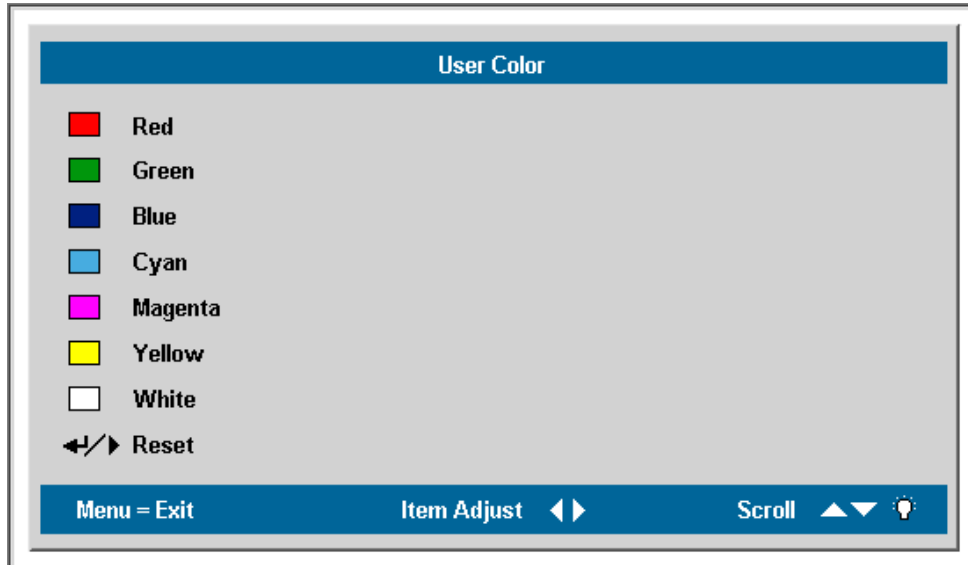 User Color
Red
Green
Blue
Cyan
Magenta
Yellow
White
Reset
Menu = Exit Item Adjust Scroll